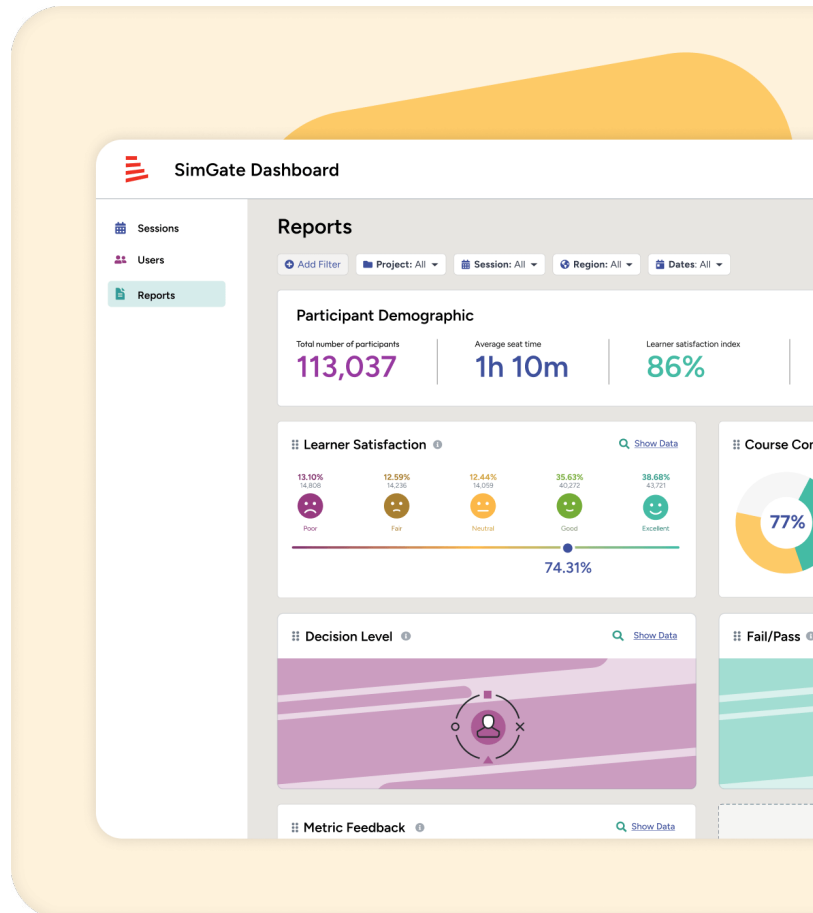 SimGate Dashboard
Sessions
Users
Reports
Reports
Add Filter Project: All Session: All Region: All Dates: All
Participant Demographic
Total number of participants Average seat time Learner satisfaction index
113,037 1h 10m 86%
Learner Satisfaction Show Data
13.10% 12.59% 12.44% 35.63% 38.68%
14,808 14,236 14,059 40,272 43,721
Poor Fair Neutral Good Excellent
74.31%
Course Cor
77%
Decision Level Show Data
Fail/Pass
Metric Feedback Show Data